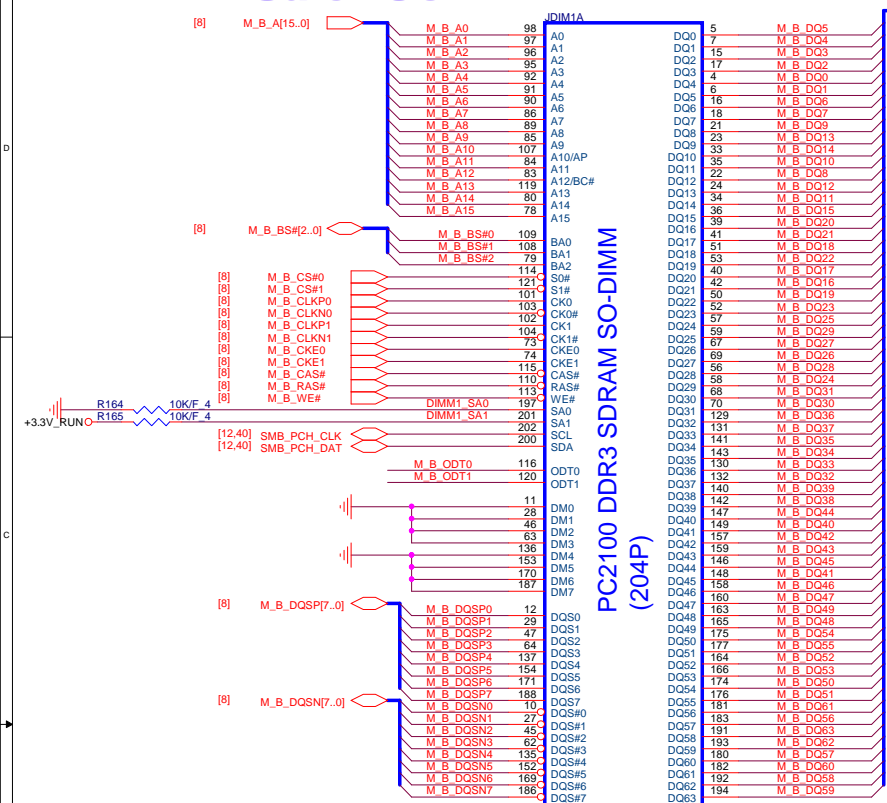 JDIM1A
[8] M_B_A[15..0]
M_B_A0 98 A0
M_B_A1 97 A1
M_B_A2 96 A2
M_B_A3 95 A3
M_B_A4 92 A4
M_B_A5 91 A5
M_B_A6 90 A6
M_B_A7 86 A7
M_B_A8 89 A8
M_B_A9 85 A9
M_B_A10 107 A10/AP
M_B_A11 84 A11
M_B_A12 83 A12/BC#
M_B_A13 119 A13
M_B_A14 80 A14
M_B_A15 78 A15
D
[8] M_B_BS#[2..0]
M_B_BS#0 109 BA0
M_B_BS#1 108 BA1
M_B_BS#2 79 BA2
[8] M_B_CS#0 114 S0#
[8] M_B_CS#1 121 S1#
[8] M_B_CLKP0 101 CK0
[8] M_B_CLKN0 103 CK0#
[8] M_B_CLKP1 102 CK1
[8] M_B_CLKN1 104 CK1#
[8] M_B_CKE0 73 CKE0
[8] M_B_CKE1 74 CKE1
[8] M_B_CAS# 115 CAS#
[8] M_B_RAS# 110 RAS#
[8] M_B_WE# 113 WE#
R164 10K/F_4 DIMM1_SA0 197 SA0
+3.3V_RUN R165 10K/F_4 DIMM1_SA1 201 SA1
[12,40] SMB_PCH_CLK 202 SCL
[12,40] SMB_PCH_DAT 200 SDA
M_B_ODT0 116 ODT0
M_B_ODT1 120 ODT1
C
11 DM0
28 DM1
46 DM2
63 DM3
136 DM4
153 DM5
170 DM6
187 DM7
[8] M_B_DQSP[7..0]
M_B_DQSP0 12 DQS0
M_B_DQSP1 29 DQS1
M_B_DQSP2 47 DQS2
M_B_DQSP3 64 DQS3
M_B_DQSP4 137 DQS4
M_B_DQSP5 154 DQS5
M_B_DQSP6 171 DQS6
M_B_DQSP7 188 DQS7
[8] M_B_DQSN[7..0]
M_B_DQSN0 10 DQS#0
M_B_DQSN1 27 DQS#1
M_B_DQSN2 45 DQS#2
M_B_DQSN3 62 DQS#3
M_B_DQSN4 135 DQS#4
M_B_DQSN5 152 DQS#5
M_B_DQSN6 169 DQS#6
M_B_DQSN7 186 DQS#7
PC2100 DDR3 SDRAM SO-DIMM
(204P)
DQ0 5 M_B_DQ5
DQ1 7 M_B_DQ4
DQ2 15 M_B_DQ3
DQ3 17 M_B_DQ2
DQ4 4 M_B_DQ0
DQ5 6 M_B_DQ1
DQ6 16 M_B_DQ6
DQ7 18 M_B_DQ7
DQ8 21 M_B_DQ9
DQ9 23 M_B_DQ13
DQ10 33 M_B_DQ14
DQ11 35 M_B_DQ10
DQ12 22 M_B_DQ8
DQ13 24 M_B_DQ12
DQ14 34 M_B_DQ11
DQ15 36 M_B_DQ15
DQ16 39 M_B_DQ20
DQ17 41 M_B_DQ21
DQ18 51 M_B_DQ18
DQ19 53 M_B_DQ22
DQ20 40 M_B_DQ17
DQ21 42 M_B_DQ16
DQ22 50 M_B_DQ19
DQ23 52 M_B_DQ23
DQ24 57 M_B_DQ25
DQ25 59 M_B_DQ29
DQ26 67 M_B_DQ27
DQ27 69 M_B_DQ26
DQ28 56 M_B_DQ28
DQ29 58 M_B_DQ24
DQ30 68 M_B_DQ31
DQ31 70 M_B_DQ30
DQ32 129 M_B_DQ36
DQ33 131 M_B_DQ37
DQ34 141 M_B_DQ35
DQ35 143 M_B_DQ34
DQ36 130 M_B_DQ33
DQ37 132 M_B_DQ32
DQ38 140 M_B_DQ39
DQ39 142 M_B_DQ38
DQ40 147 M_B_DQ44
DQ41 149 M_B_DQ40
DQ42 157 M_B_DQ42
DQ43 159 M_B_DQ43
DQ44 146 M_B_DQ45
DQ45 148 M_B_DQ41
DQ46 158 M_B_DQ46
DQ47 160 M_B_DQ47
DQ48 163 M_B_DQ49
DQ49 165 M_B_DQ48
DQ50 175 M_B_DQ54
DQ51 177 M_B_DQ55
DQ52 164 M_B_DQ52
DQ53 166 M_B_DQ53
DQ54 174 M_B_DQ50
DQ55 176 M_B_DQ51
DQ56 181 M_B_DQ61
DQ57 183 M_B_DQ56
DQ58 191 M_B_DQ63
DQ59 193 M_B_DQ62
DQ60 180 M_B_DQ57
DQ61 182 M_B_DQ60
DQ62 192 M_B_DQ58
DQ63 194 M_B_DQ59